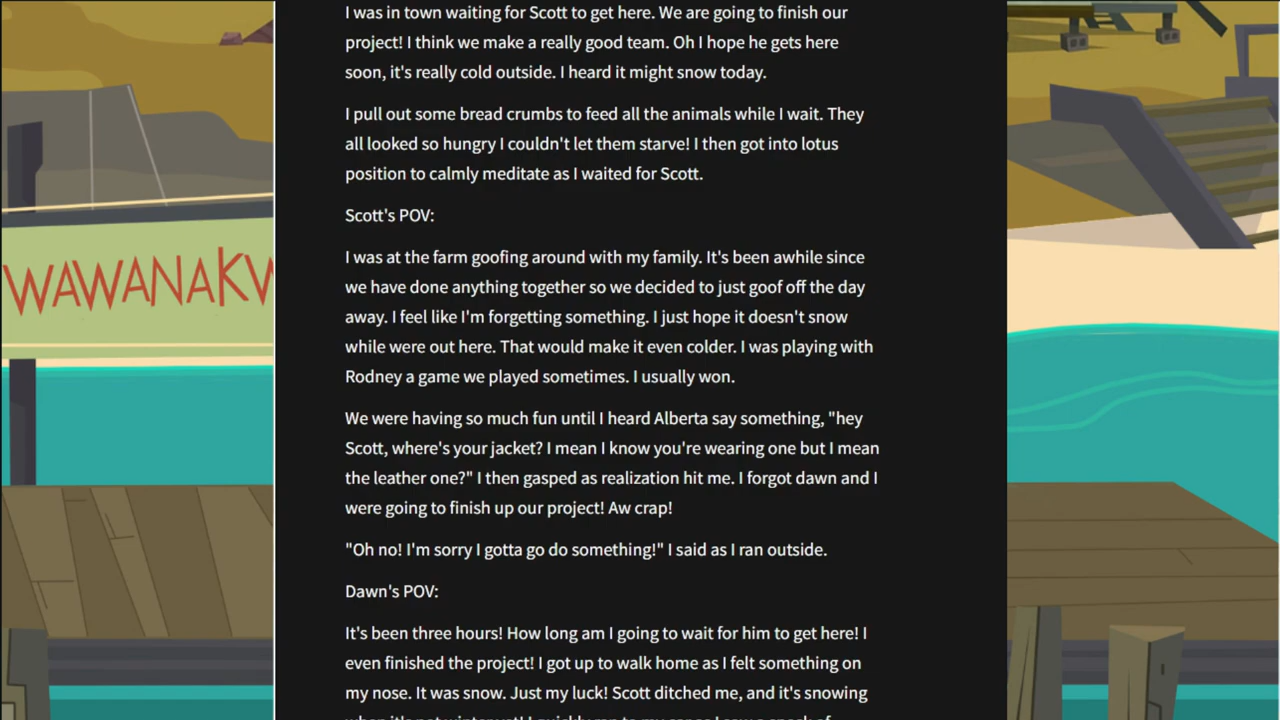 I was in town waiting for Scott to get here. We are going to finish our
project! I think we make a really good team. Oh I hope he gets here
soon, it's really cold outside. I heard it might snow today.
I pull out some bread crumbs to feed all the animals while I wait. They
all looked so hungry I couldn't let them starve! I then got into lotus
position to calmly meditate as I waited for Scott.
Scott's POV:
I was at the farm goofing around with my family. It's been awhile since
we have done anything together so we decided to just goof off the day
away. I feel like I'm forgetting something. I just hope it doesn't snow
while were out here. That would make it even colder. I was playing with
Rodney a game we played sometimes. I usually won.
We were having so much fun until I heard Alberta say something, "hey
Scott, where's your jacket? I mean I know you're wearing one but I mean
the leather one?" I then gasped as realization hit me. I forgot dawn and I
were going to finish up our project! Aw crap!
"Oh no! I'm sorry I gotta go do something!" I said as I ran outside.
Dawn's POV:
It's been three hours! How long am I going to wait for him to get here! I
even finished the project! I got up to walk home as I felt something on
my nose. It was snow. Just my luck! Scott ditched me, and it's snowing
WAWANAKW